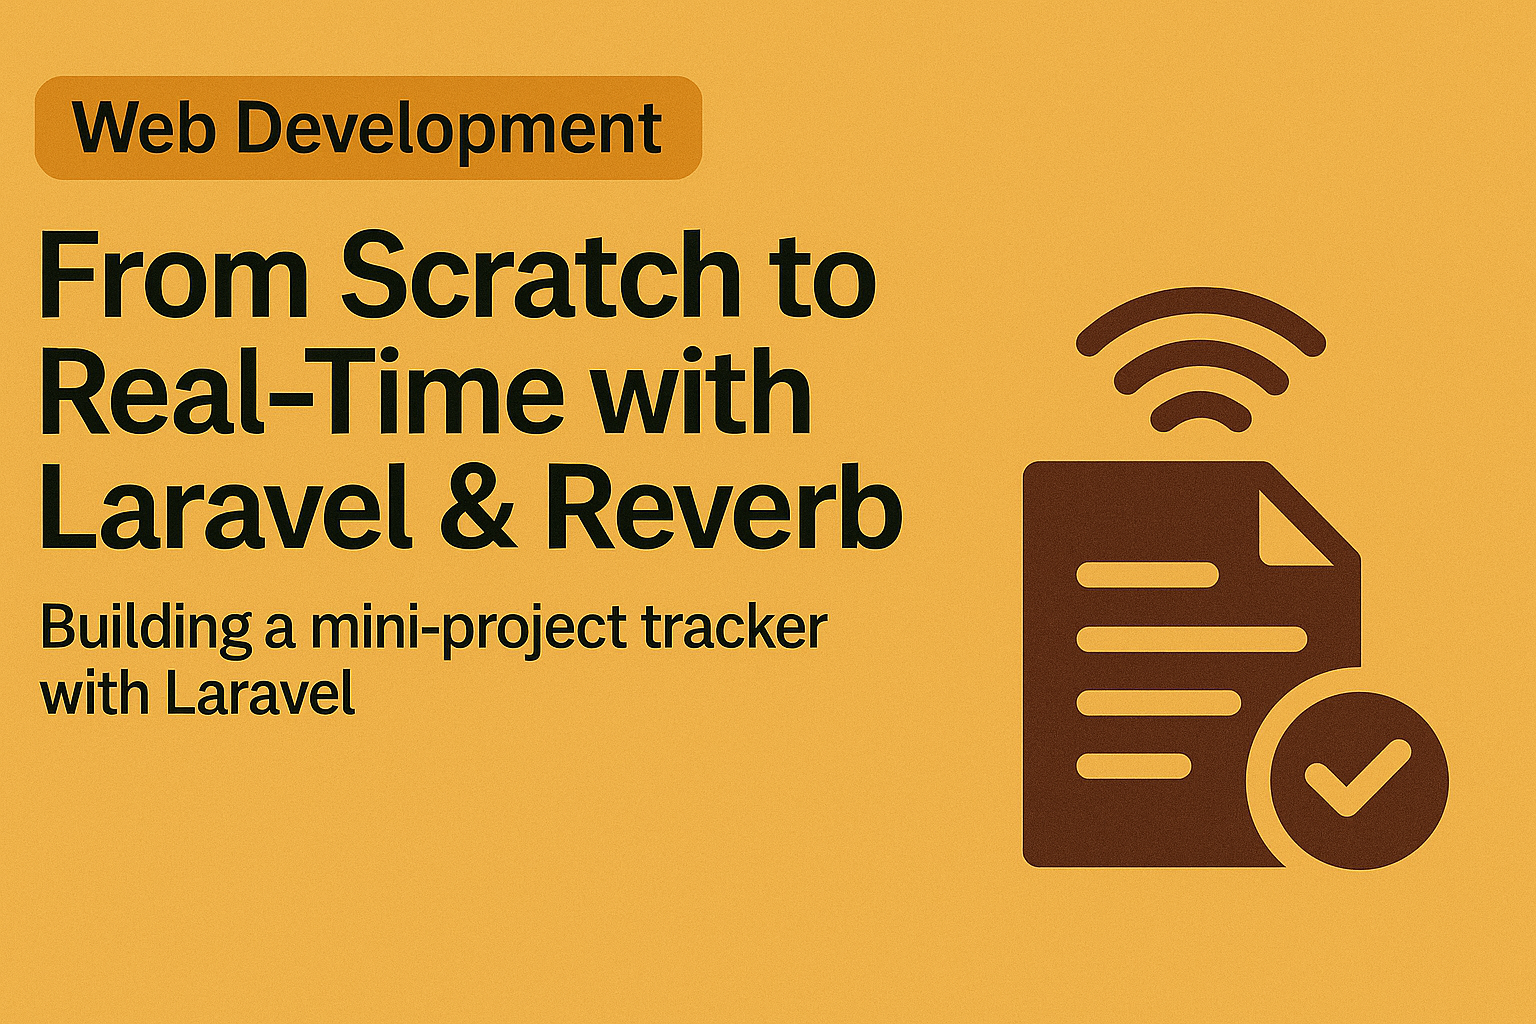 Web Development
From Scratch to
Real-Time with
Laravel & Reverb
Building a mini-project tracker
with Laravel